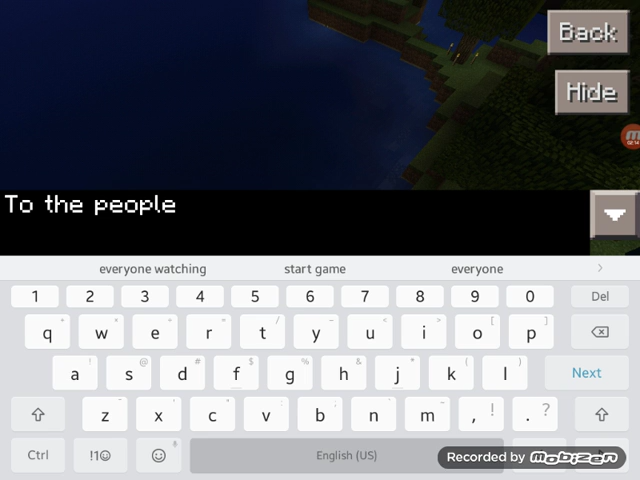 Back
Hide
To the people
everyone watching start game everyone
1 2 3 4 5 6 7 8 9 0 Del
q w e r t y u i o p
a s d f g h j k l Next
z x c v b n m , ! . ?
Ctrl !1☺ English (US)
Recorded by mobizen